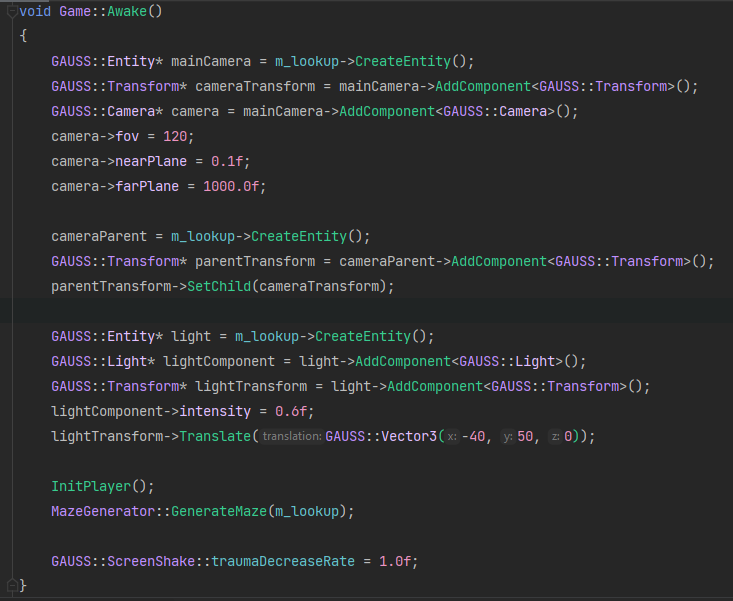 void Game::Awake()
{
    GAUSS::Entity* mainCamera = m_lookup->CreateEntity();
    GAUSS::Transform* cameraTransform = mainCamera->AddComponent<GAUSS::Transform>();
    GAUSS::Camera* camera = mainCamera->AddComponent<GAUSS::Camera>();
    camera->fov = 120;
    camera->nearPlane = 0.1f;
    camera->farPlane = 1000.0f;

    cameraParent = m_lookup->CreateEntity();
    GAUSS::Transform* parentTransform = cameraParent->AddComponent<GAUSS::Transform>();
    parentTransform->SetChild(cameraTransform);

    GAUSS::Entity* light = m_lookup->CreateEntity();
    GAUSS::Light* lightComponent = light->AddComponent<GAUSS::Light>();
    GAUSS::Transform* lightTransform = light->AddComponent<GAUSS::Transform>();
    lightComponent->intensity = 0.6f;
    lightTransform->Translate( translation: GAUSS::Vector3( x: -40, y: 50, z: 0));

    InitPlayer();
    MazeGenerator::GenerateMaze(m_lookup);

    GAUSS::ScreenShake::traumaDecreaseRate = 1.0f;
}